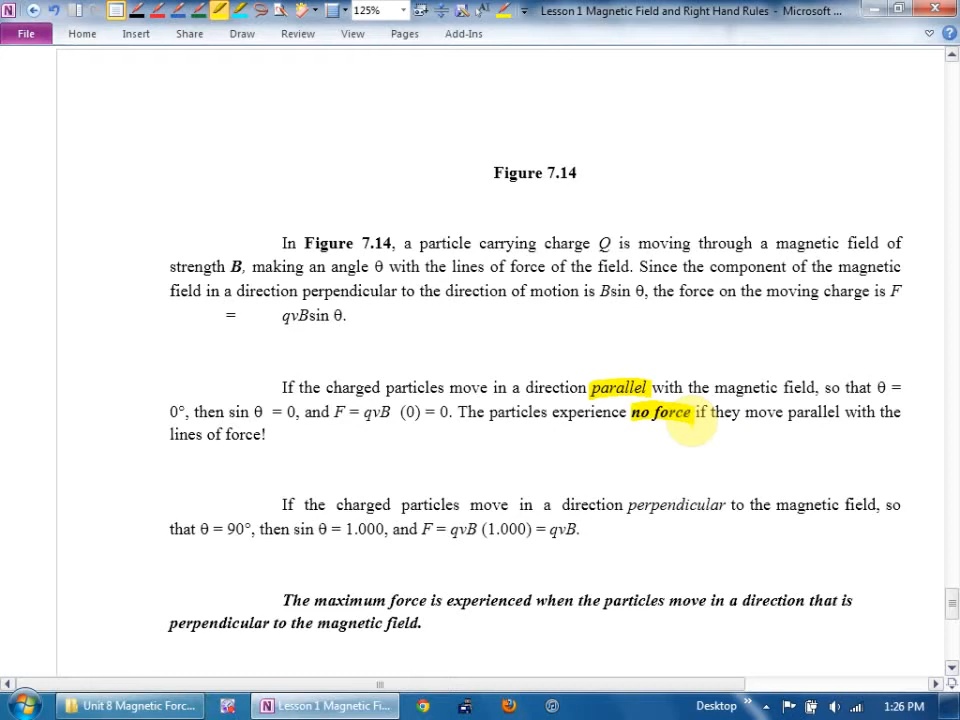 125%
Lesson 1 Magnetic Field and Right Hand Rules - Microsoft ...
File Home Insert Share Draw Review View Pages Add-Ins
Figure 7.14
In Figure 7.14, a particle carrying charge Q is moving through a magnetic field of
strength B, making an angle θ with the lines of force of the field. Since the component of the magnetic
field in a direction perpendicular to the direction of motion is Bsin θ, the force on the moving charge is F
= qvBsin θ.
If the charged particles move in a direction parallel with the magnetic field, so that θ =
0°, then sin θ = 0, and F = qvB (0) = 0. The particles experience no force if they move parallel with the
lines of force!
If the charged particles move in a direction perpendicular to the magnetic field, so
that θ = 90°, then sin θ = 1.000, and F = qvB (1.000) = qvB.
The maximum force is experienced when the particles move in a direction that is
perpendicular to the magnetic field.
Unit 8 Magnetic Forc... Lesson 1 Magnetic Fi... Desktop 1:26 PM